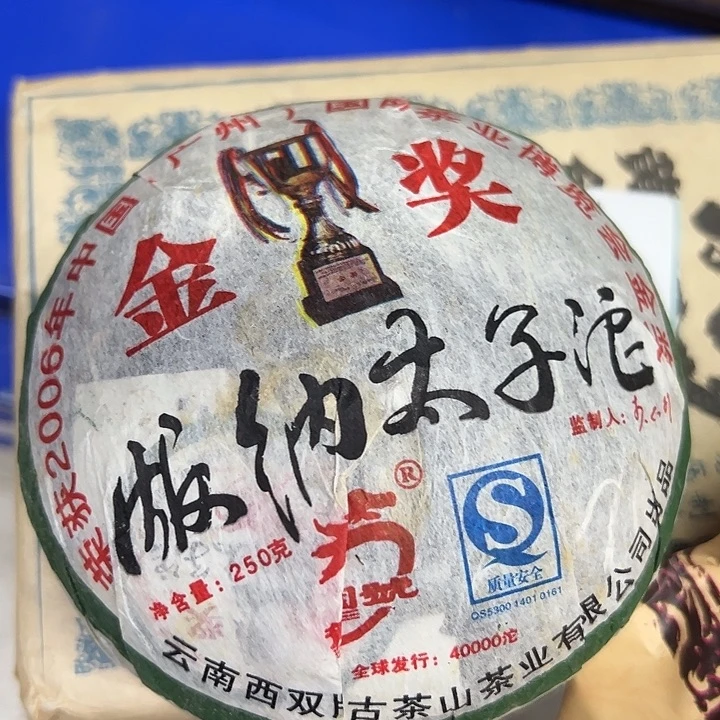 荣获2006年中国(广州)国际茶业博览会金奖
金奖
版纳太子沱
监制人:
®
净含量：250克
质量安全
QS5300 1401 0161
全球发行：40000沱
云南西双 古茶山茶业有限公司出品